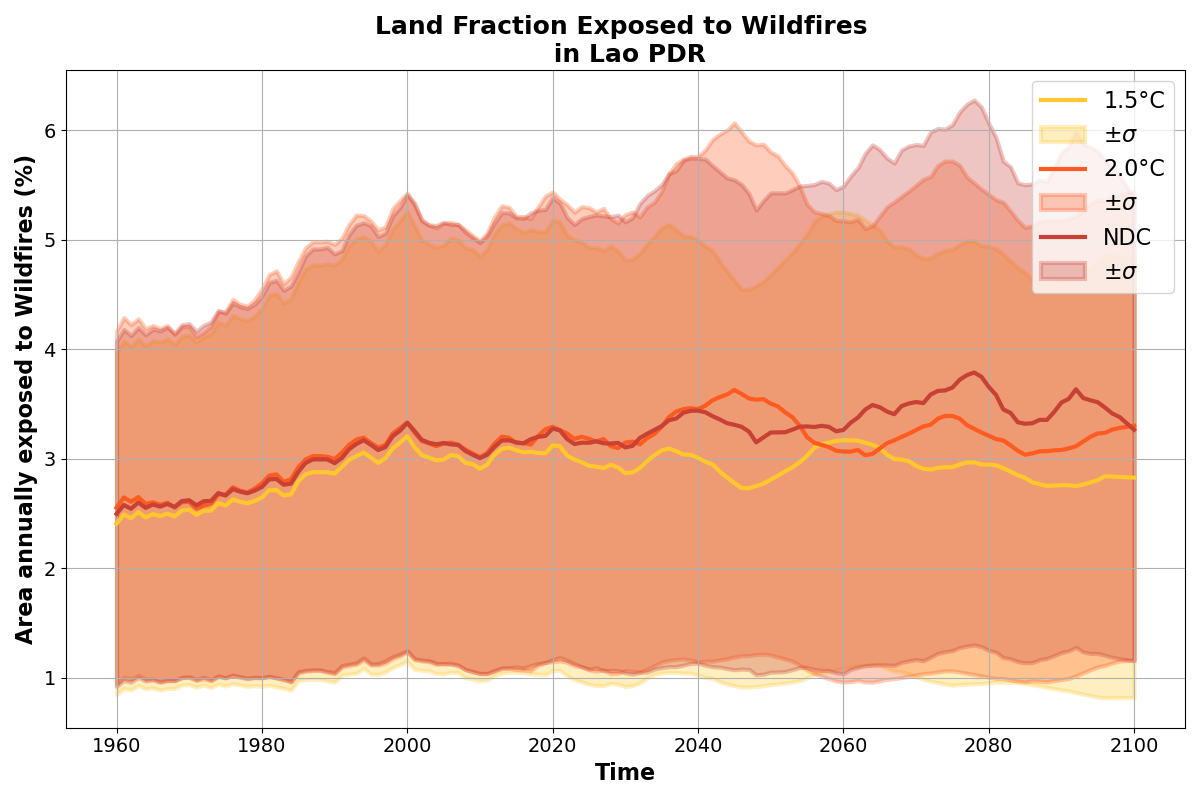 Land Fraction Exposed to Wildfires
in Lao PDR
Area annually exposed to Wildfires (%)
6
5
4
3
2
1
1960
1980
2000
2020
2040
2060
2080
2100
Time
1.5°C
±σ
2.0°C
±σ
NDC
±σ